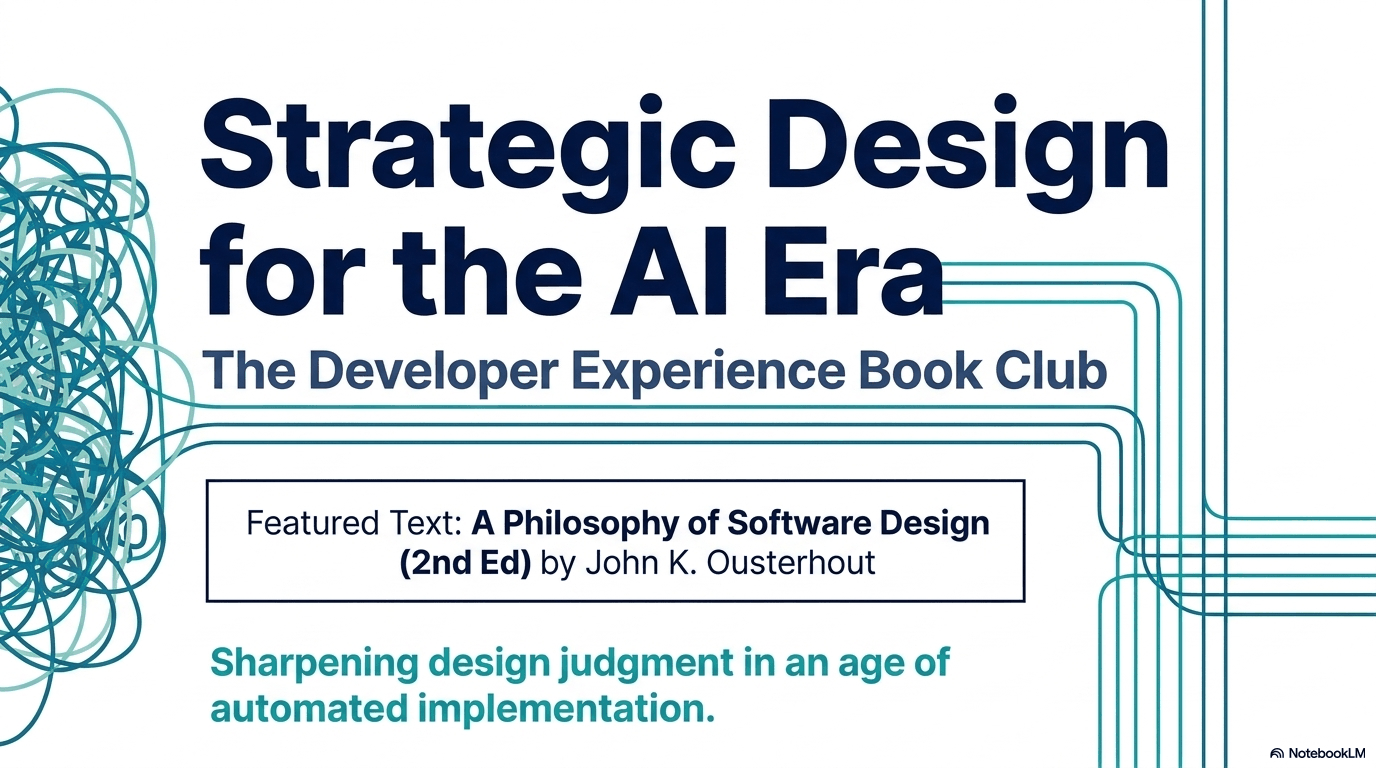 Strategic Design
for the AI Era
The Developer Experience Book Club
Featured Text: A Philosophy of Software Design
(2nd Ed) by John K. Ousterhout
Sharpening design judgment in an age of
automated implementation.
NotebookLM